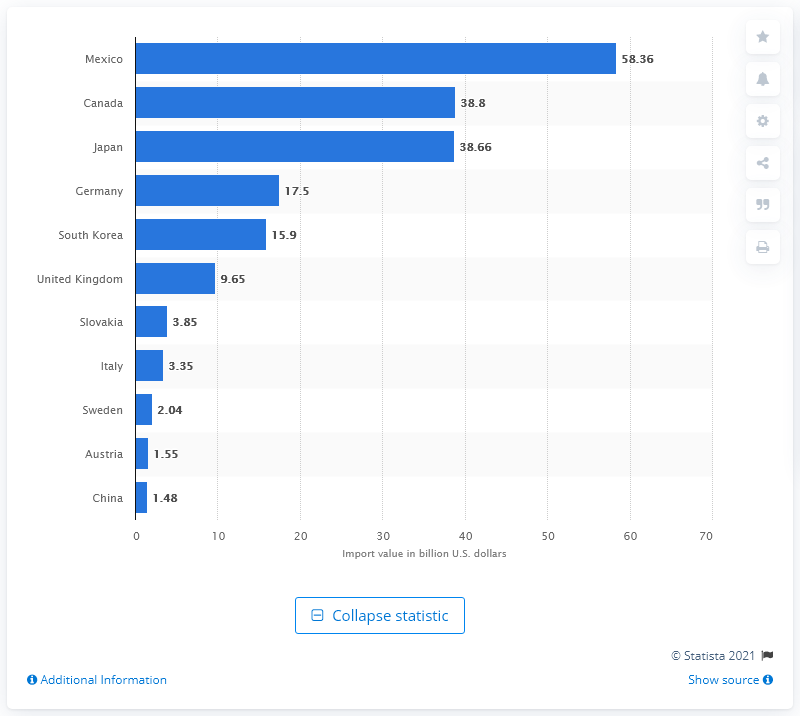 Mexico 58.36
Canada 38.8
Japan 38.66
Germany 17.5
South Korea 15.9
United Kingdom 9.65
Slovakia 3.85
Italy 3.35
Sweden 2.04
Austria 1.55
China 1.48
0 10 20 30 40 50 60 70
Import value in billion U.S. dollars
Collapse statistic
© Statista 2021
Additional Information Show source